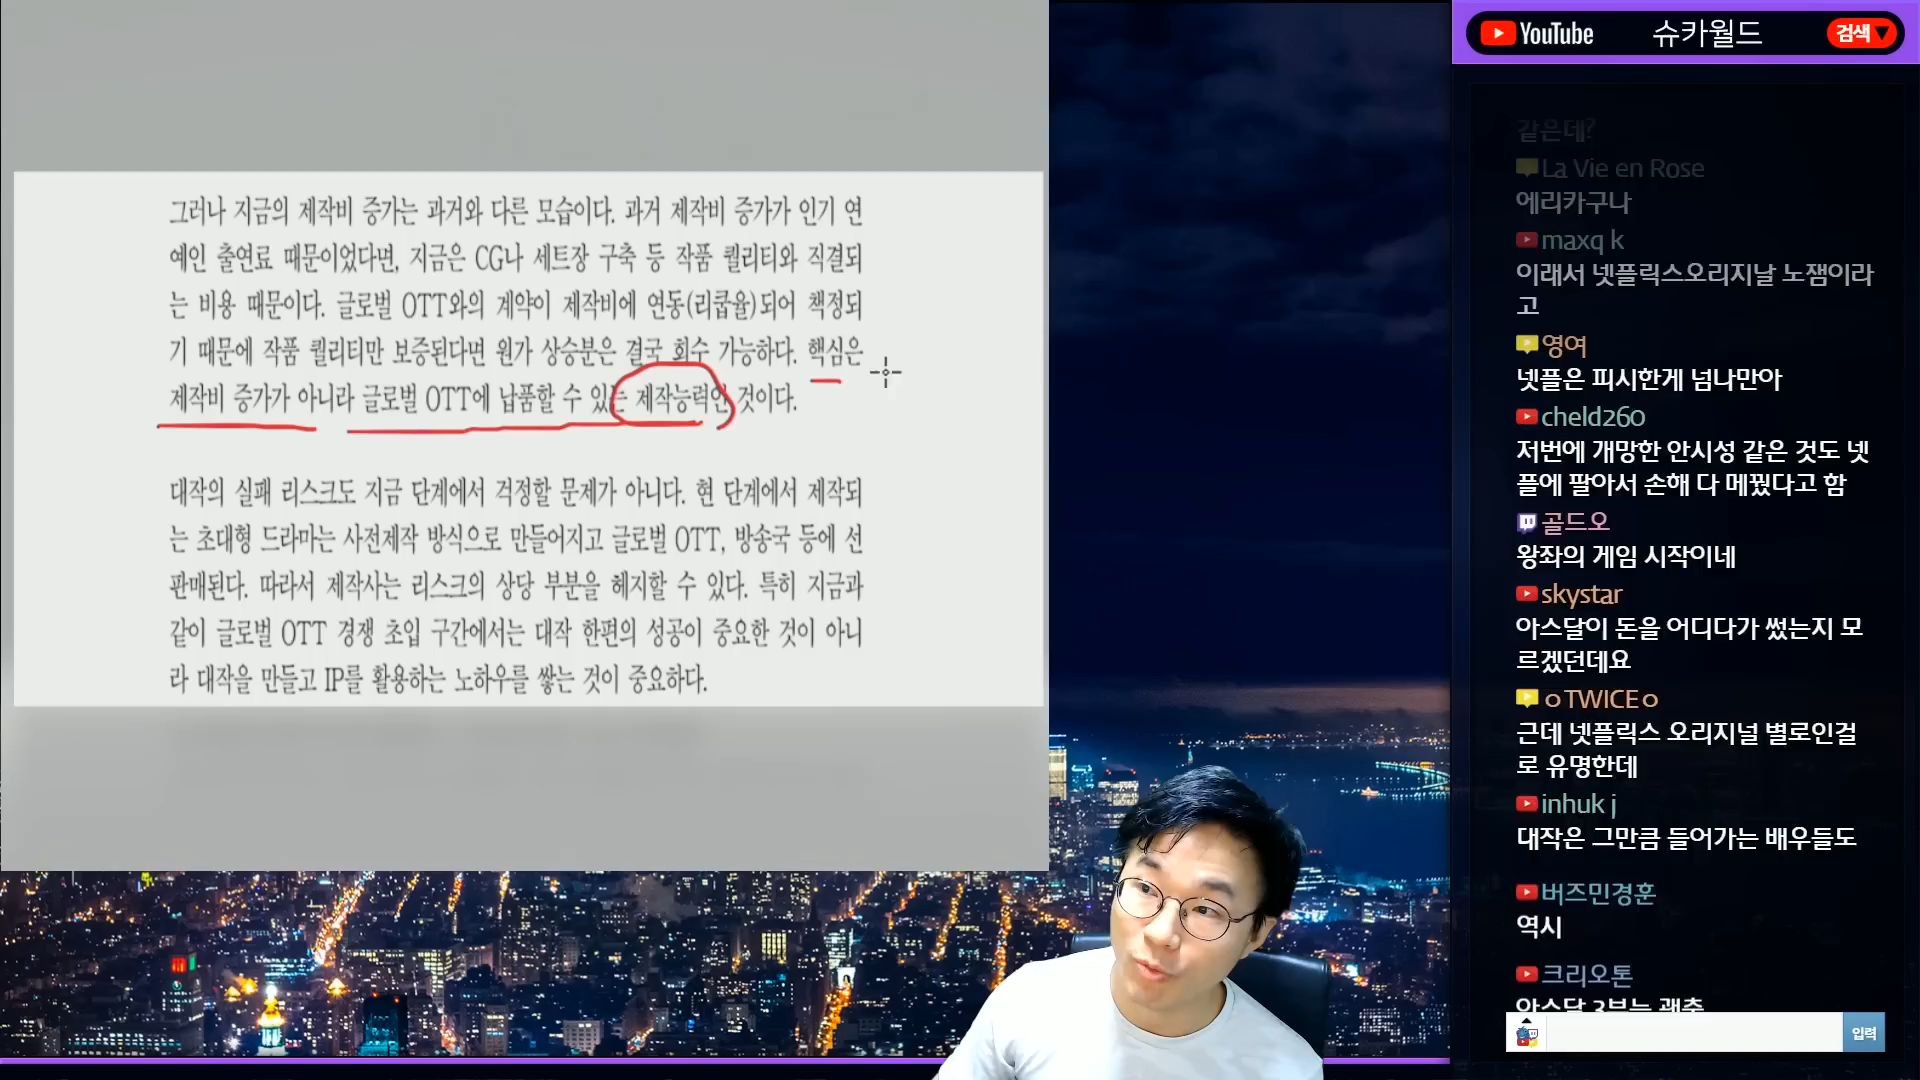 그러나 지금의 제작비 증가는 과거와 다른 모습이다. 과거 제작비 증가가 인기 연
예인 출연료 때문이었다면, 지금은 CG나 세트장 구축 등 작품 퀄리티와 직결되
는 비용 때문이다. 글로벌 OTT와의 계약이 제작비에 연동(리쿱율)되어 책정되
기 때문에 작품 퀄리티만 보증된다면 원가 상승분은 결국 회수 가능하다. 핵심은
제작비 증가가 아니라 글로벌 OTT에 납품할 수 있는 제작능력인 것이다.
대작의 실패 리스크도 지금 단계에서 걱정할 문제가 아니다. 현 단계에서 제작되
는 초대형 드라마는 사전제작 방식으로 만들어지고 글로벌 OTT, 방송국 등에 선
판매된다. 따라서 제작사는 리스크의 상당 부분을 헤지할 수 있다. 특히 지금과
같이 글로벌 OTT 경쟁 초입 구간에서는 대작 한편의 성공이 중요한 것이 아니
라 대작을 만들고 IP를 활용하는 노하우를 쌓는 것이 중요하다.
YouTube 슈카월드 검색▼
같은데?
La Vie en Rose
에리카구나
maxq k
이래서 넷플릭스오리지날 노잼이라
고
영여
넷플은 피시한게 넘나만아
cheld260
저번에 개망한 안시성 같은 것도 넷
플에 팔아서 손해 다 메꿨다고 함
골드오
왕좌의 게임 시작이네
skystar
아스달이 돈을 어디다가 썼는지 모
르겠던데요
ㅇTWICEㅇ
근데 넷플릭스 오리지널 별로인걸
로 유명한데
inhuk j
대작은 그만큼 들어가는 배우들도
버즈민경훈
역시
크리오톤
아스달 3부는 괜춘
입력